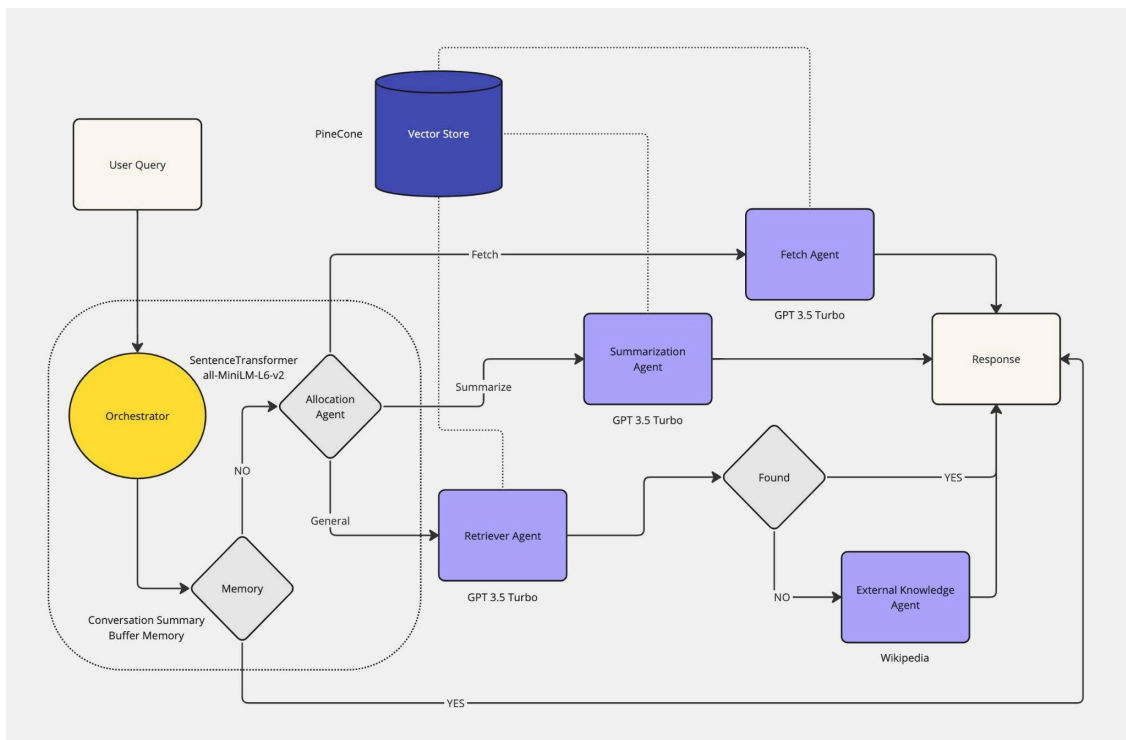 PineCone
Vector Store
User Query
Fetch
Fetch Agent
GPT 3.5 Turbo
SentenceTransformer
all-MiniLM-L6-v2
Orchestrator
Allocation
Agent
Summarize
Summarization
Agent
GPT 3.5 Turbo
Response
NO
General
Retriever Agent
GPT 3.5 Turbo
Found
YES
Memory
Conversation Summary
Buffer Memory
NO
External Knowledge
Agent
Wikipedia
YES